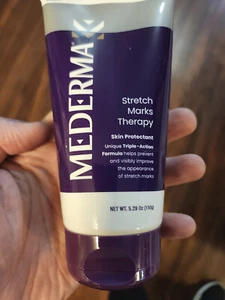 MEDERMA
Stretch
Marks
Therapy
Skin Protectant
Unique Triple-Action
Formula helps prevent
and visibly improve
the appearance
of stretch marks
NET WT. 5.29 Oz (150g)